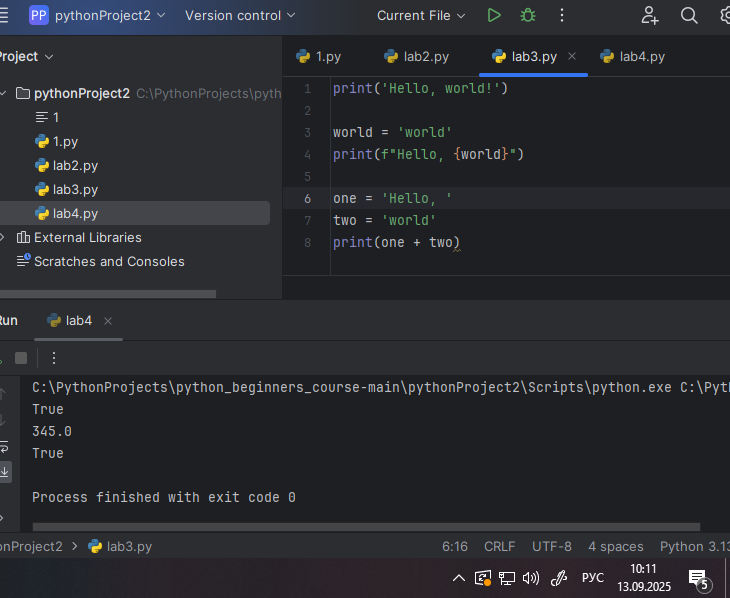 PP pythonProject2 Version control Current File
Project
1.py lab2.py lab3.py lab4.py
pythonProject2 C:\PythonProjects\pyth
1
1.py
lab2.py
lab3.py
lab4.py
External Libraries
Scratches and Consoles
1 print('Hello, world!')
2
3 world = 'world'
4 print(f"Hello, {world}")
5
6 one = 'Hello, '
7 two = 'world'
8 print(one + two)
Run lab4
C:\PythonProjects\python_beginners_course-main\pythonProject2\Scripts\python.exe C:\Pyt
True
345.0
True
Process finished with exit code 0
onProject2 > lab3.py 6:16 CRLF UTF-8 4 spaces Python 3.13
РУС 10:11
13.09.2025 5